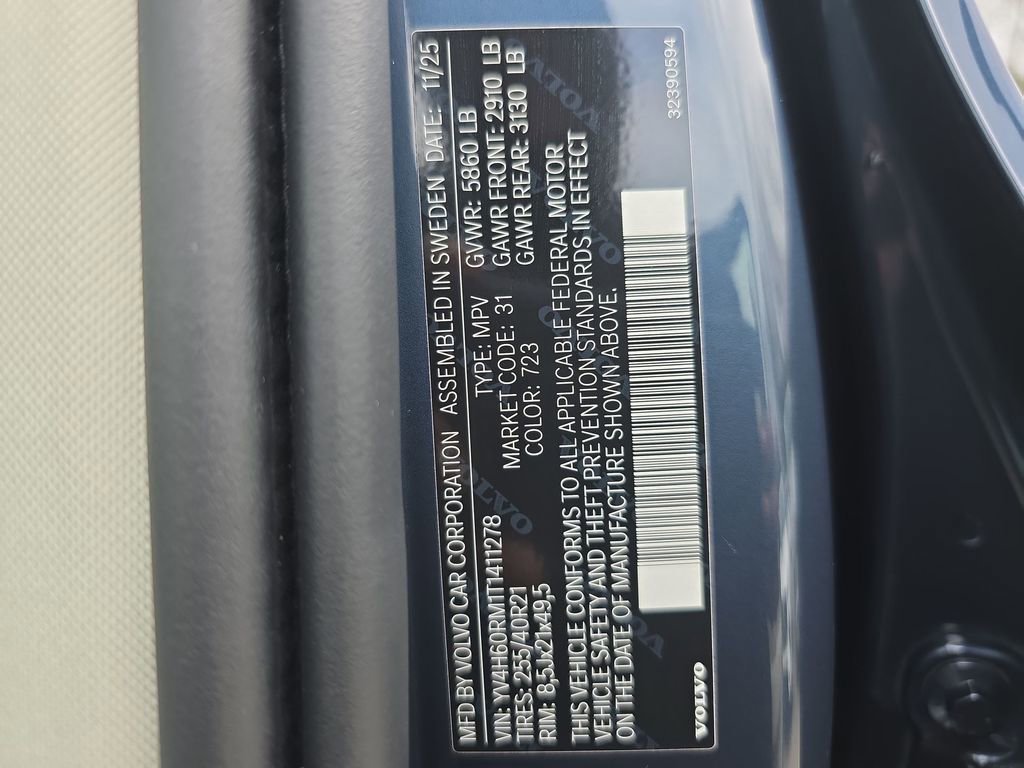 MFD BY VOLVO CAR CORPORATION ASSEMBLED IN SWEDEN DATE: 11/25
VIN: YV4H60RM1T1411278 TYPE: MPV GVWR: 5860 LB
TIRES: 255/40R21 MARKET CODE: 31 GAWR FRONT: 2910 LB
RIM: 8,5Jx21x49,5 COLOR: 723 GAWR REAR: 3130 LB
THIS VEHICLE CONFORMS TO ALL APPLICABLE FEDERAL MOTOR
VEHICLE SAFETY AND THEFT PREVENTION STANDARDS IN EFFECT
ON THE DATE OF MANUFACTURE SHOWN ABOVE.
VOLVO
32390594